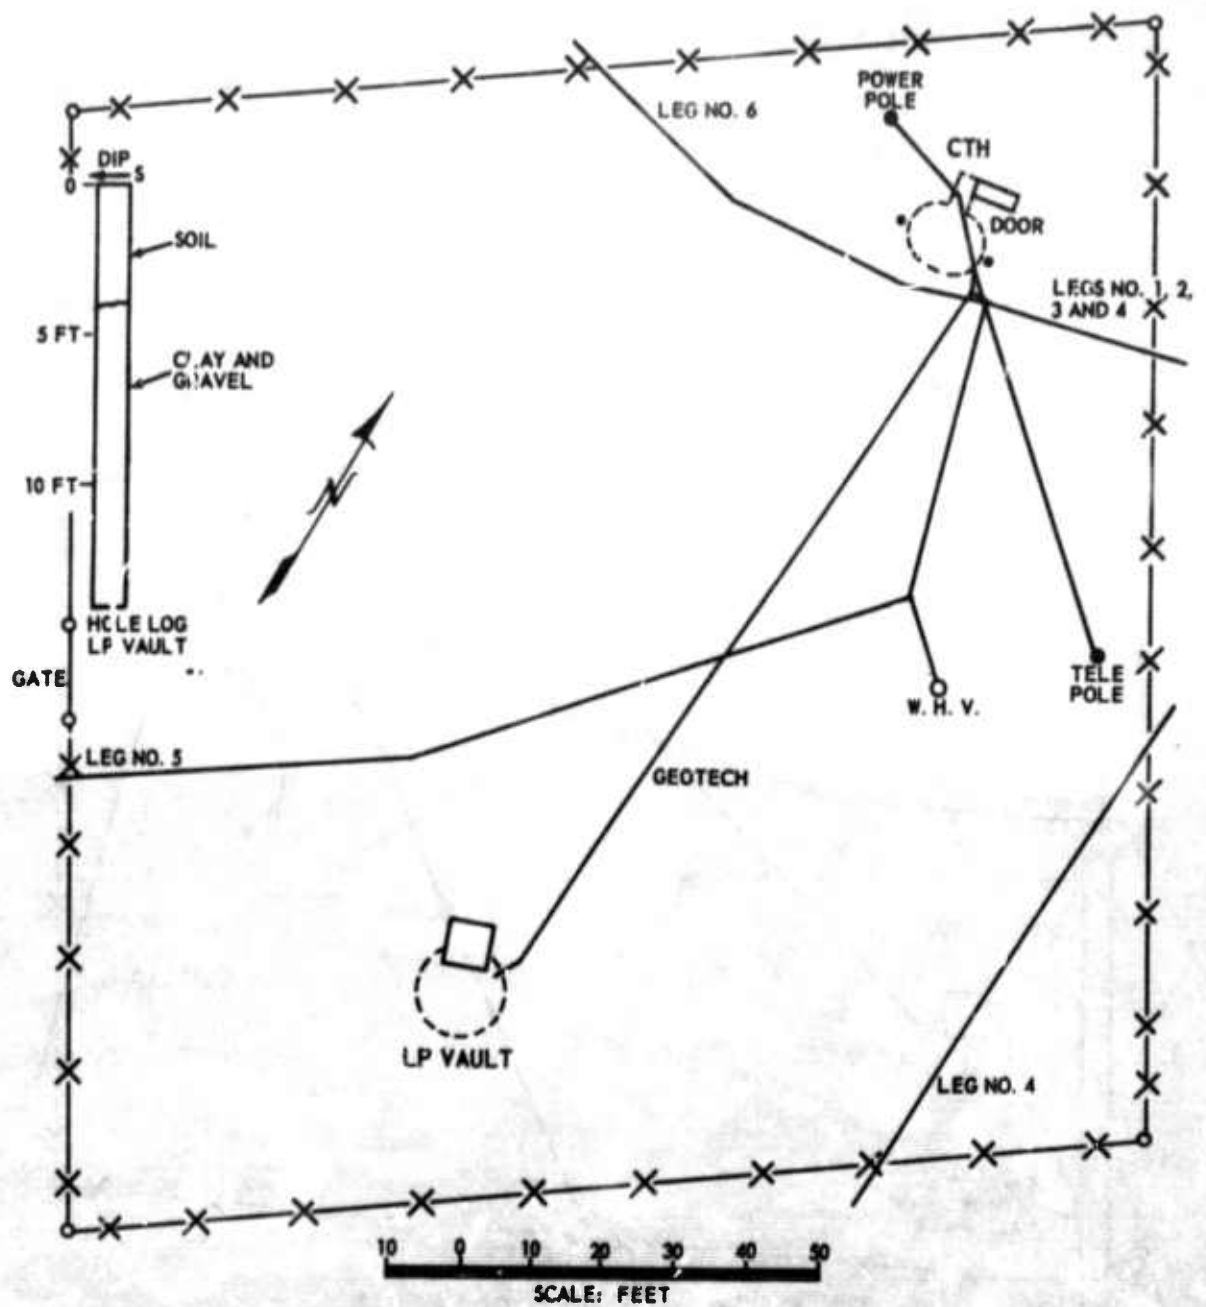 POWER
POLE
LEG NO. 6
CTH
DIP
S
0
DOOR
SOIL
LEGS NO. 1, 2,
3 AND 4
5 FT
CLAY AND
GRAVEL
N
10 FT
HOLE LOG
LP VAULT
GATE
TELE
POLE
W. H. V.
LEG NO. 5
GEOTECH
LP VAULT
LEG NO. 4
10 0 10 20 30 40 50
SCALE: FEET